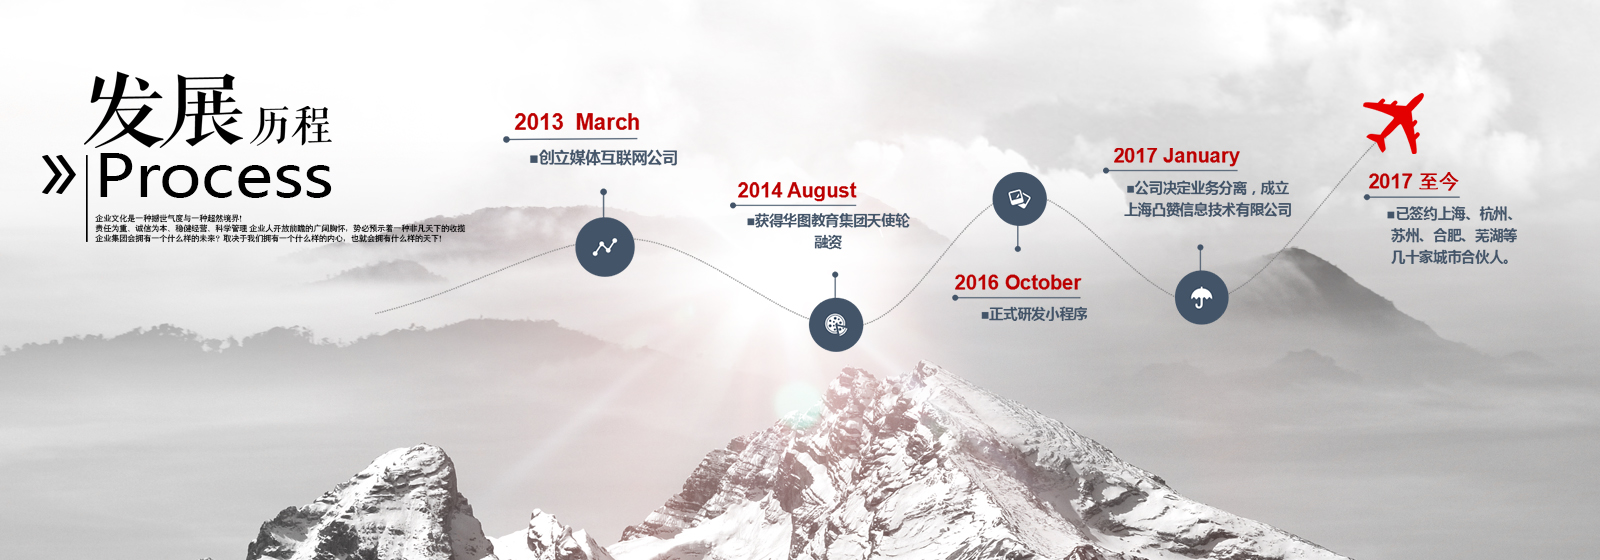 发展历程
Process
企业文化是一种撼世气度与一种超然境界!
责任为重、诚信为本、稳健经营、科学管理 企业人开放前瞻的广阔胸怀，势必预示着一种非凡天下的收揽
企业集团会拥有一个什么样的未来？取决于我们拥有一个什么样的内心，也就会拥有什么样的天下!
2013 March
■创立媒体互联网公司
2014 August
■获得华图教育集团天使轮
融资
2016 October
■正式研发小程序
2017 January
■公司决定业务分离，成立
上海凸赞信息技术有限公司
2017 至今
■已签约上海、杭州、
苏州、合肥、芜湖等
几十家城市合伙人。